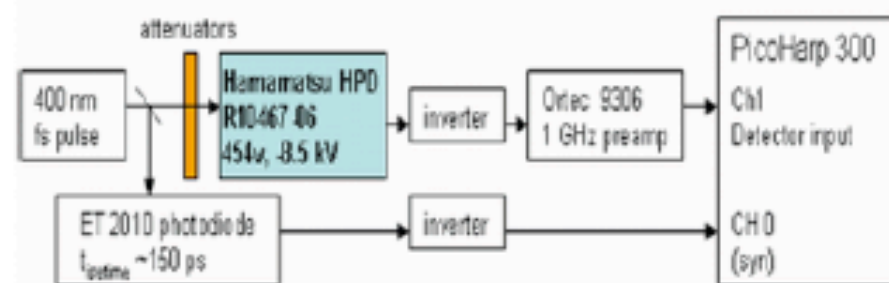 attenuators
400 nm
fs pulse
Hamamatsu HPD
R10467-06
454v, -8.5 kV
inverter
Ortec 9306
1 GHz preamp
PicoHarp 300
Ch1
Detector input
ET 2010 photodiode
~150 ps
inverter
CH 0
(syn)